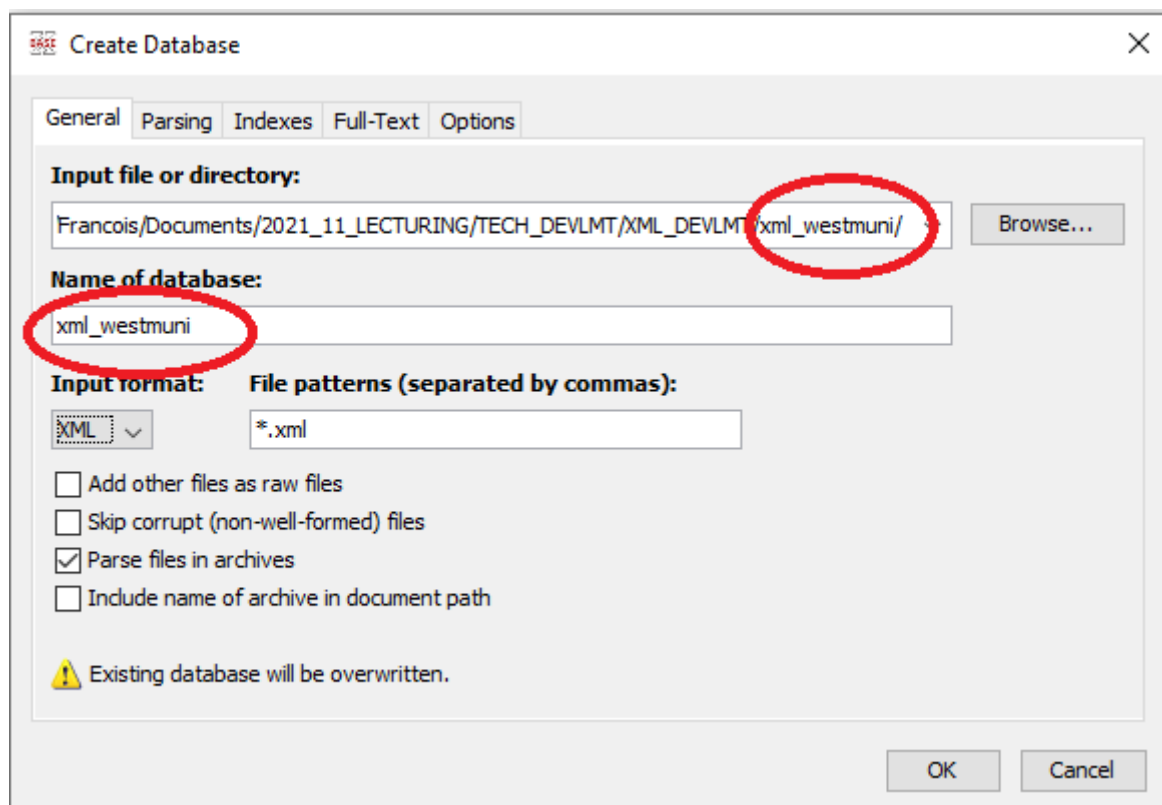 BASE Create Database
General Parsing Indexes Full-Text Options
Input file or directory:
Francois/Documents/2021_11_LECTURING/TECH_DEVLMT/XML_DEVLMT/xml_westmuni/ Browse...
Name of database:
xml_westmuni
Input format: File patterns (separated by commas):
XML *.xml
Add other files as raw files
Skip corrupt (non-well-formed) files
Parse files in archives
Include name of archive in document path
Existing database will be overwritten.
OK Cancel